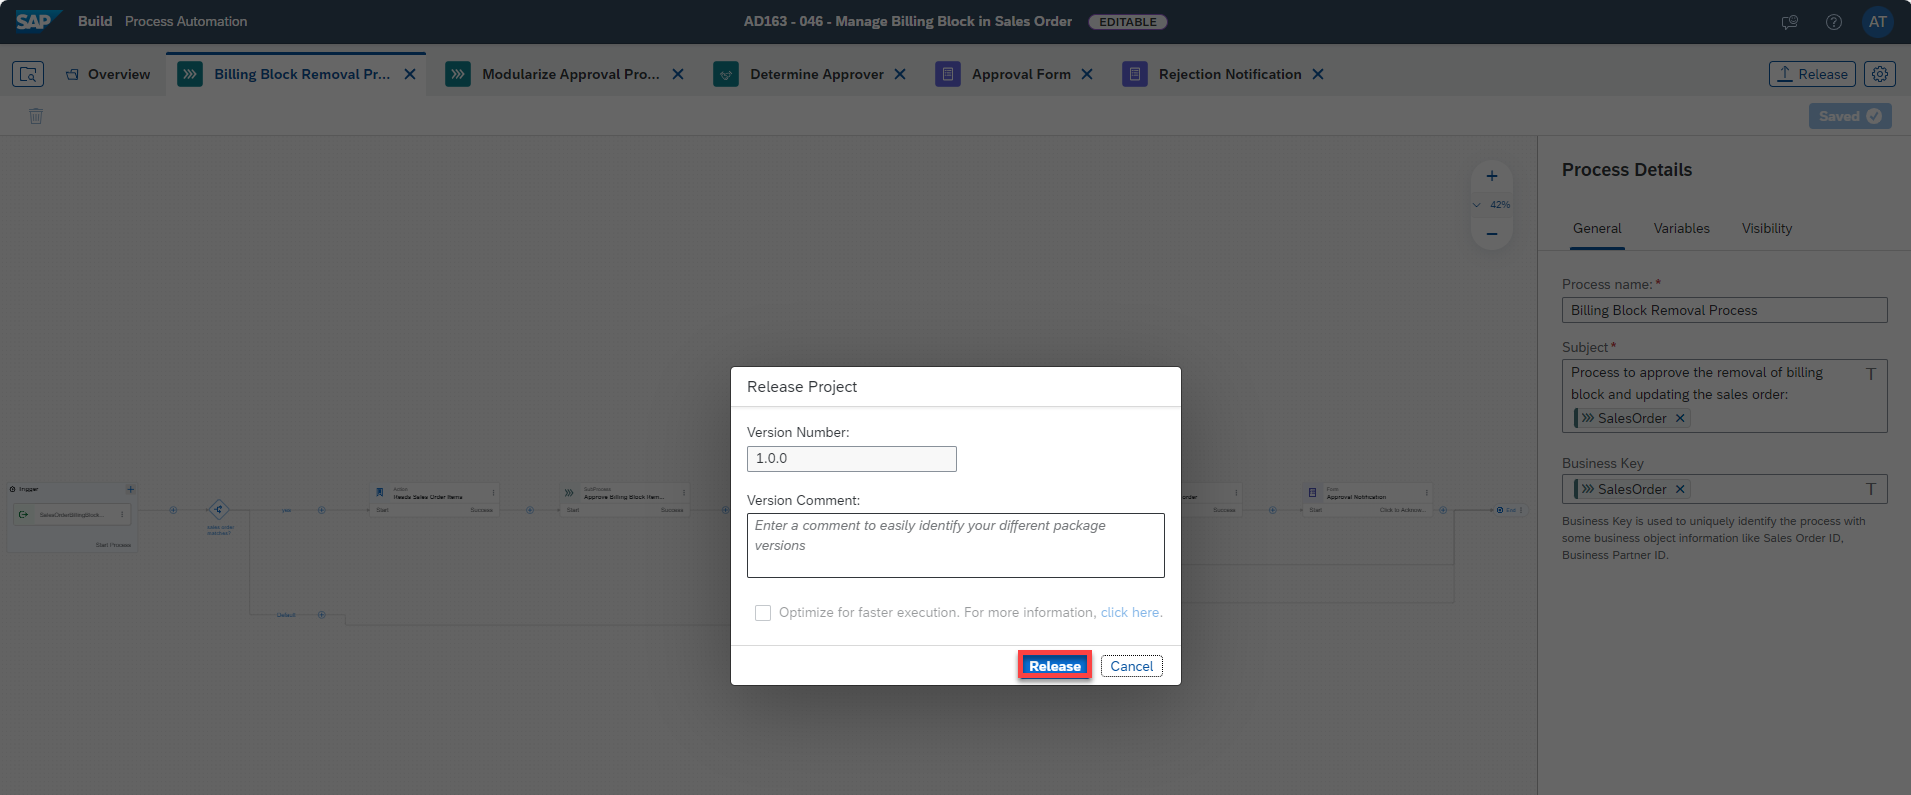 SAP Build Process Automation
AD163 - 046 - Manage Billing Block in Sales Order EDITABLE
AT
Overview
Billing Block Removal Pr...
Modularize Approval Pro...
Determine Approver
Approval Form
Rejection Notification
Release
Saved
42%
Process Details
General Variables Visibility
Process name:*
Billing Block Removal Process
Subject*
Process to approve the removal of billing
block and updating the sales order:
SalesOrder
Business Key
SalesOrder
Business Key is used to uniquely identify the process with
some business object information like Sales Order ID,
Business Partner ID.
Trigger
SalesOrderBillingBlock...
Start Process
yes
Default
Reads Sales Order Items
Start Success
SubProcess
Approve Billing Block Rem...
Start Success
order
Success
Form
Approval Notification
Start Click to Acknow...
End
Release Project
Version Number:
1.0.0
Version Comment:
Enter a comment to easily identify your different package
versions
Optimize for faster execution. For more information, click here.
Release Cancel